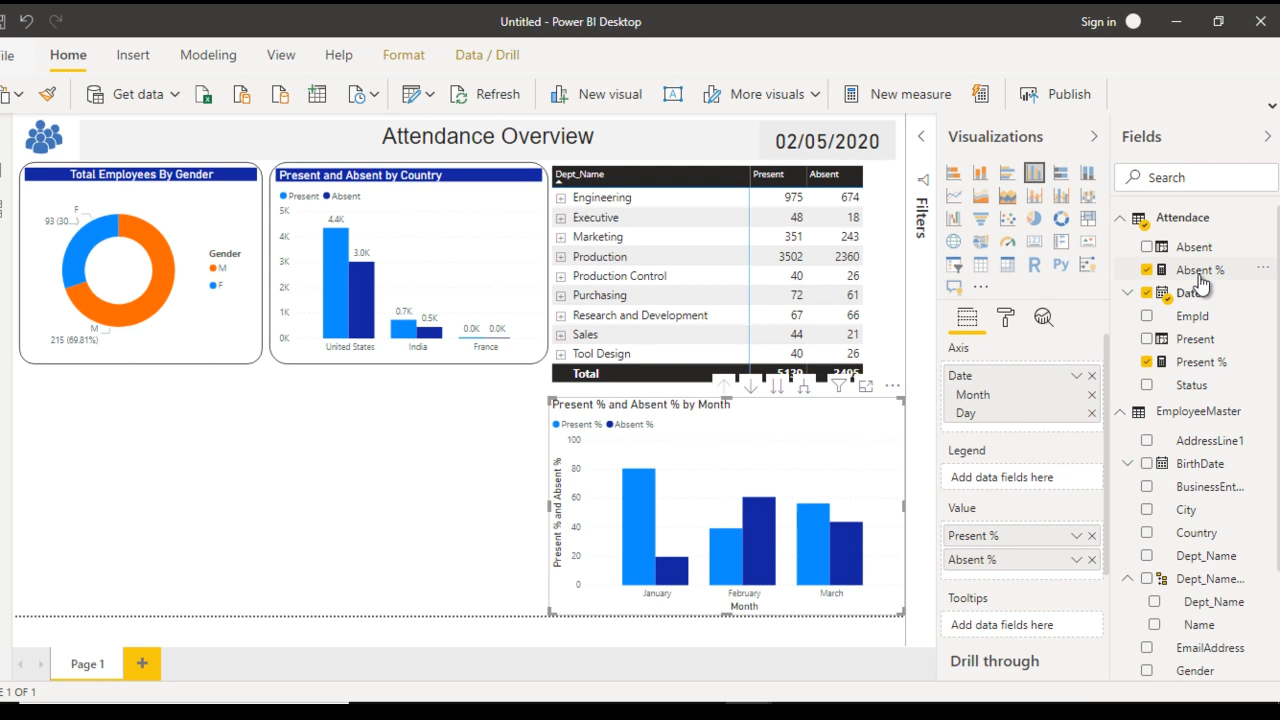 Untitled - Power BI Desktop
Sign in
ile
Home
Insert
Modeling
View
Help
Format
Data / Drill
Get data
Refresh
New visual
More visuals
New measure
Publish
Attendance Overview
02/05/2020
Total Employees By Gender
F
93 (30....)
M
215 (69.81%)
Gender
M
F
Present and Absent by Country
Present Absent
5K
4K
3K
2K
1K
0K
4.4K
3.0K
0.7K
0.5K
0.0K 0.0K
United States
India
France
Dept_Name Present Absent
Engineering 975 674
Executive 48 18
Marketing 351 243
Production 3502 2360
Production Control 40 26
Purchasing 72 61
Research and Development 67 66
Sales 44 21
Tool Design 40 26
Total 5139 3495
Present % and Absent % by Month
Present % Absent %
Present % and Absent %
100
80
60
40
20
0
January
February
March
Month
Filters
Visualizations
R
Py
Axis
Date
Month
Day
Legend
Add data fields here
Value
Present %
Absent %
Tooltips
Add data fields here
Drill through
Fields
Search
Attendace
Absent
Absent %
Date
EmpId
Present
Present %
Status
EmployeeMaster
AddressLine1
BirthDate
BusinessEnt...
City
Country
Dept_Name
Dept_Name...
Dept_Name
Name
EmailAddress
Gender
Page 1
E 1 OF 1